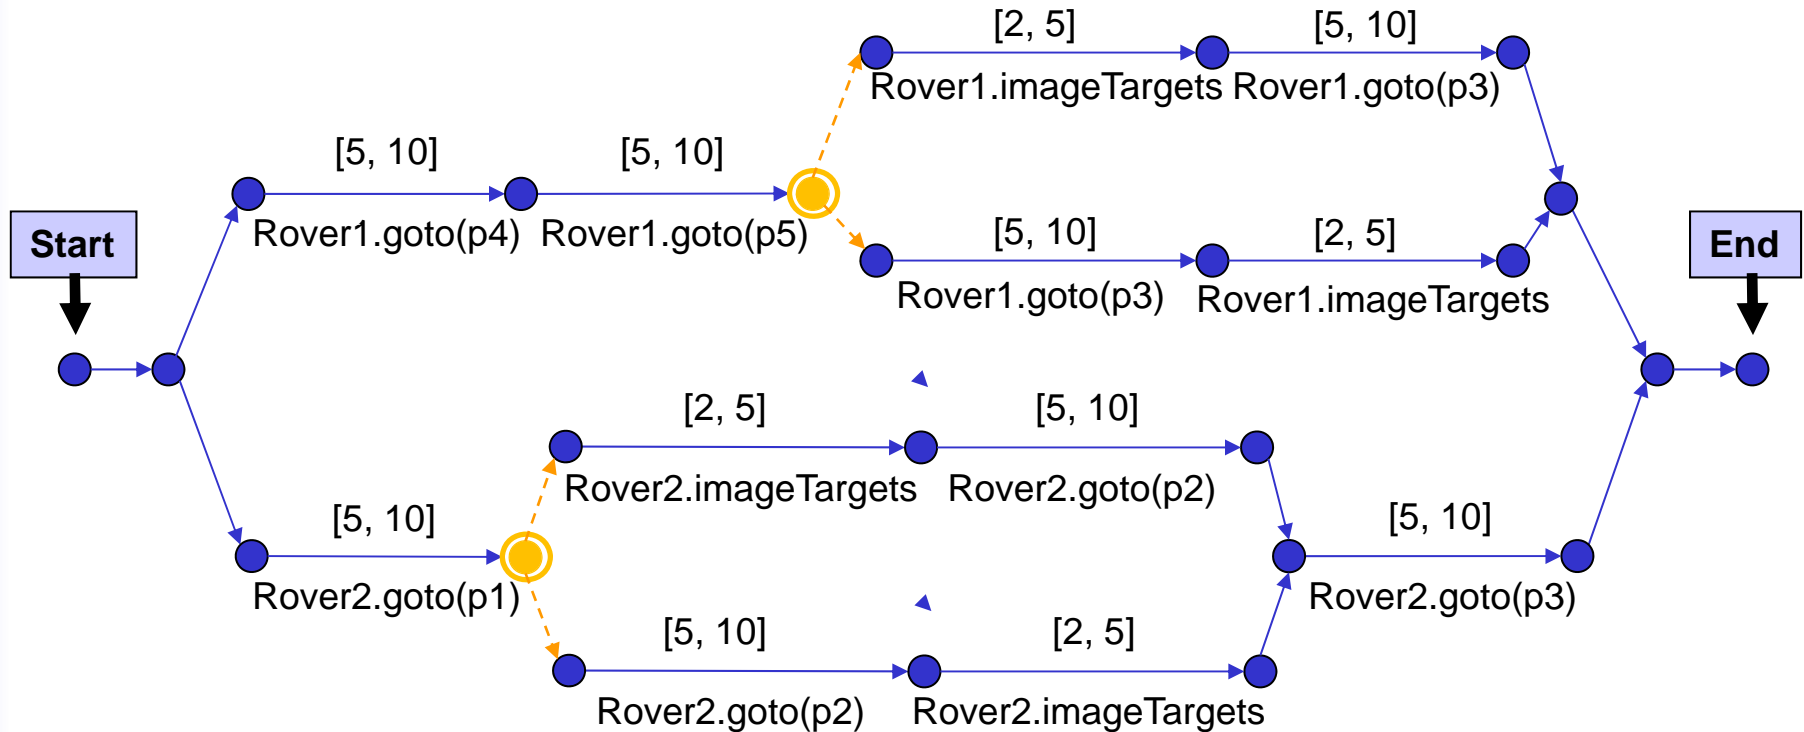 [2, 5] [5, 10]
Rover1.imageTargets Rover1.goto(p3)
[5, 10] [5, 10]
Rover1.goto(p4) Rover1.goto(p5)
Start
[5, 10] [2, 5]
End
Rover1.goto(p3) Rover1.imageTargets
[2, 5] [5, 10]
Rover2.imageTargets Rover2.goto(p2)
[5, 10] [5, 10]
Rover2.goto(p1) Rover2.goto(p3)
[5, 10] [2, 5]
Rover2.goto(p2) Rover2.imageTargets